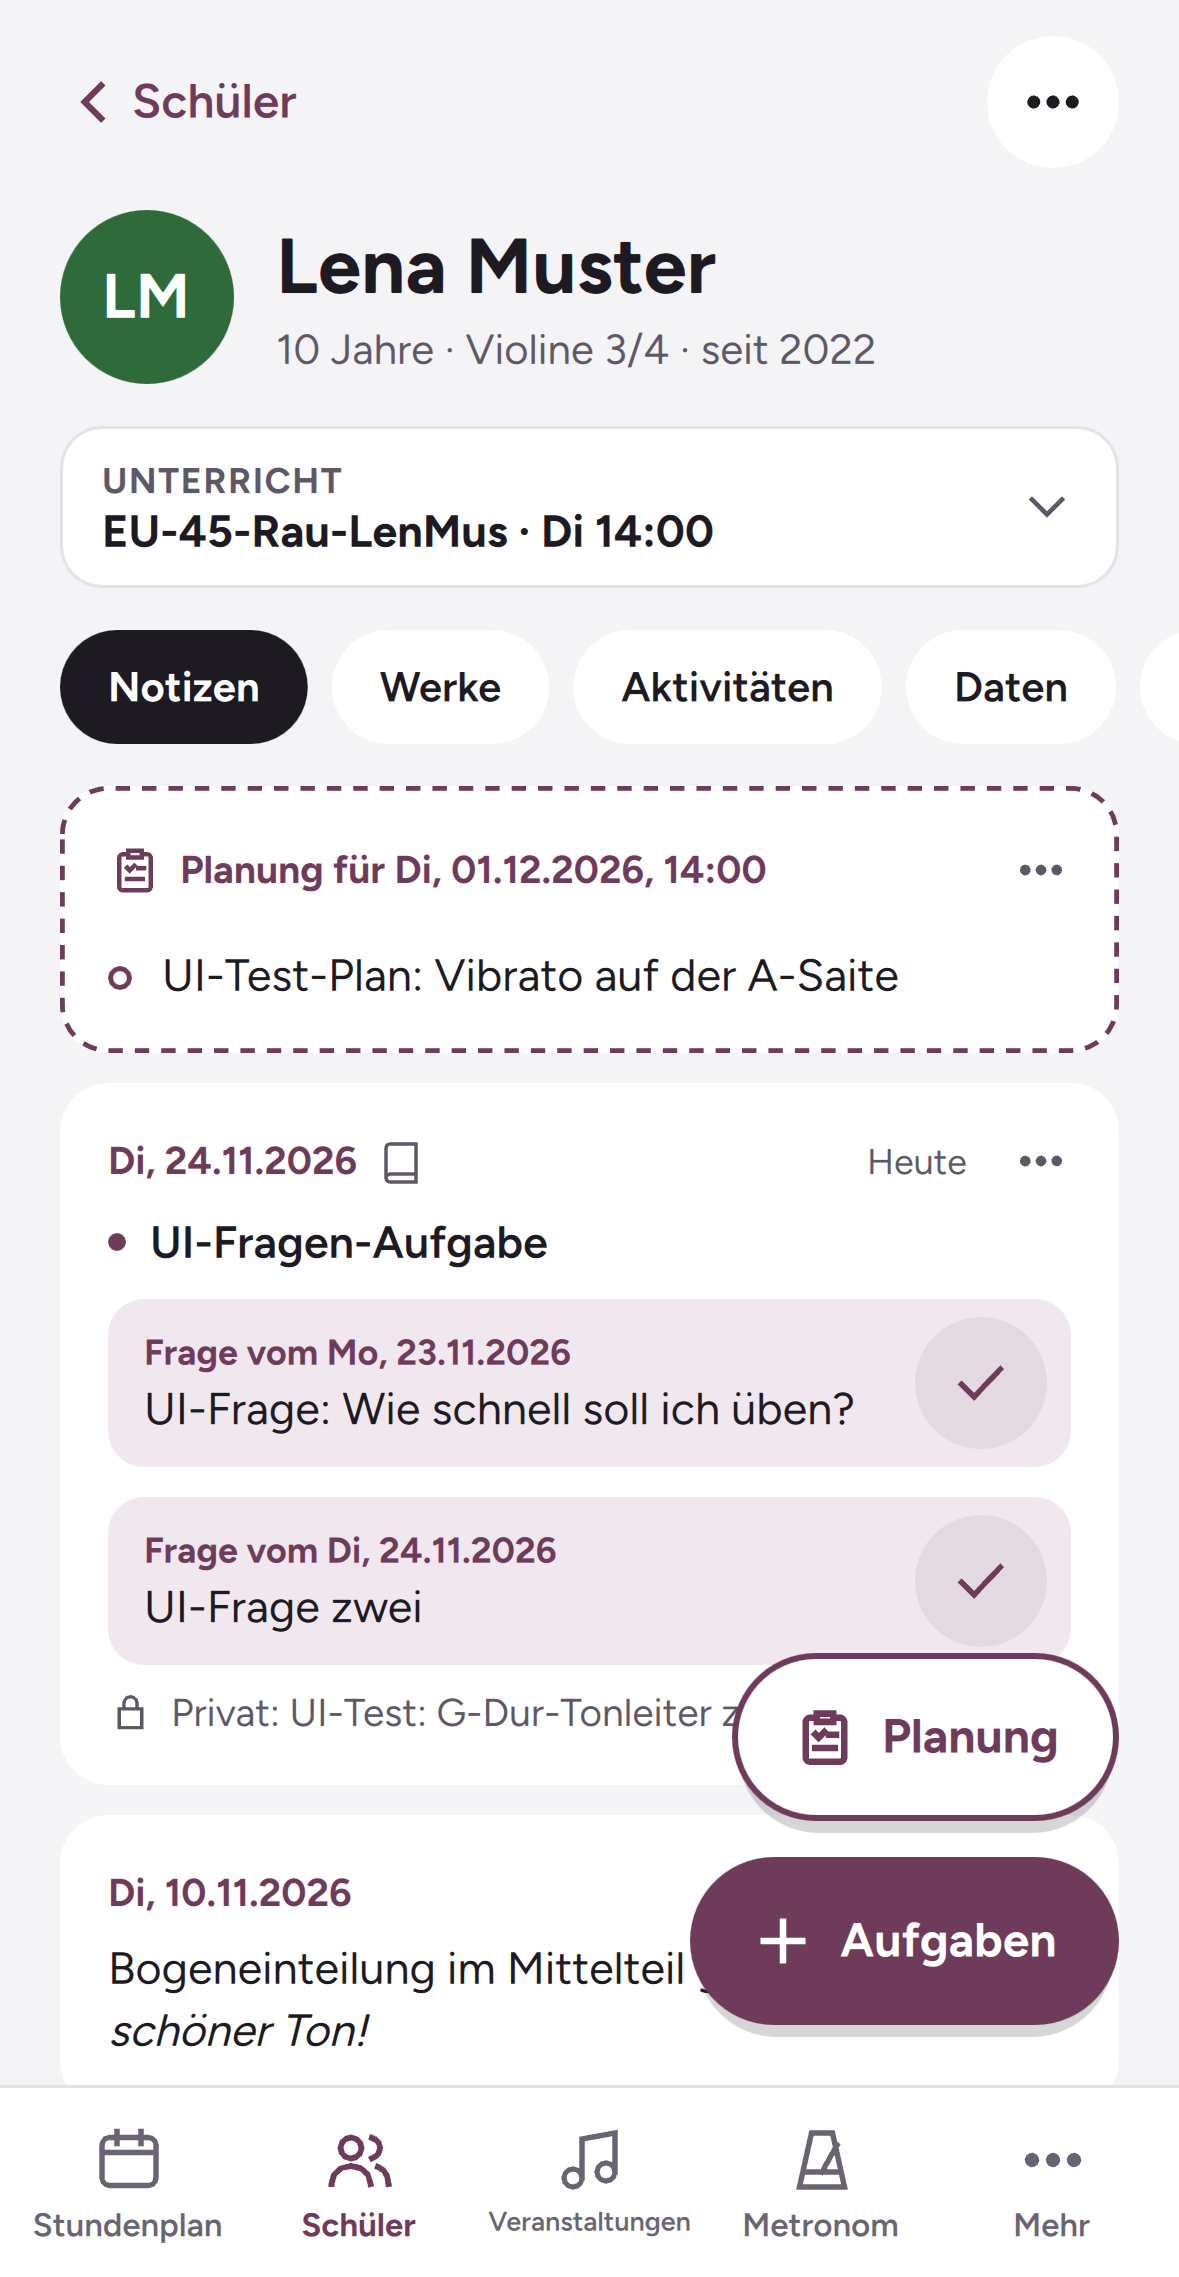 Schüler
LM
Lena Muster
10 Jahre · Violine 3/4 · seit 2022
UNTERRICHT
EU-45-Rau-LenMus · Di 14:00
Notizen
Werke
Aktivitäten
Daten
Planung für Di, 01.12.2026, 14:00
UI-Test-Plan: Vibrato auf der A-Saite
Di, 24.11.2026
Heute
UI-Fragen-Aufgabe
Frage vom Mo, 23.11.2026
UI-Frage: Wie schnell soll ich üben?
Frage vom Di, 24.11.2026
UI-Frage zwei
Privat: UI-Test: G-Dur-Tonleiter
Planung
Di, 10.11.2026
Aufgaben
Bogeneinteilung im Mittelteil
schöner Ton!
Stundenplan
Schüler
Veranstaltungen
Metronom
Mehr